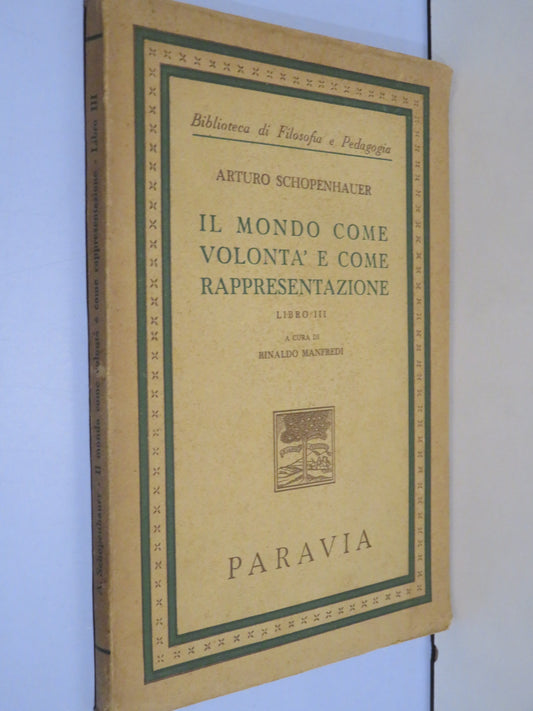 Biblioteca di Filosofia e Pedagogia
ARTURO SCHOPENHAUER
IL MONDO COME
VOLONTA' E COME
RAPPRESENTAZIONE
LIBRO III
A CURA DI
RINALDO MANFREDI
PARAVIA
A. Schopenhauer - Il mondo come volontà e come rappresentazione - Libro III